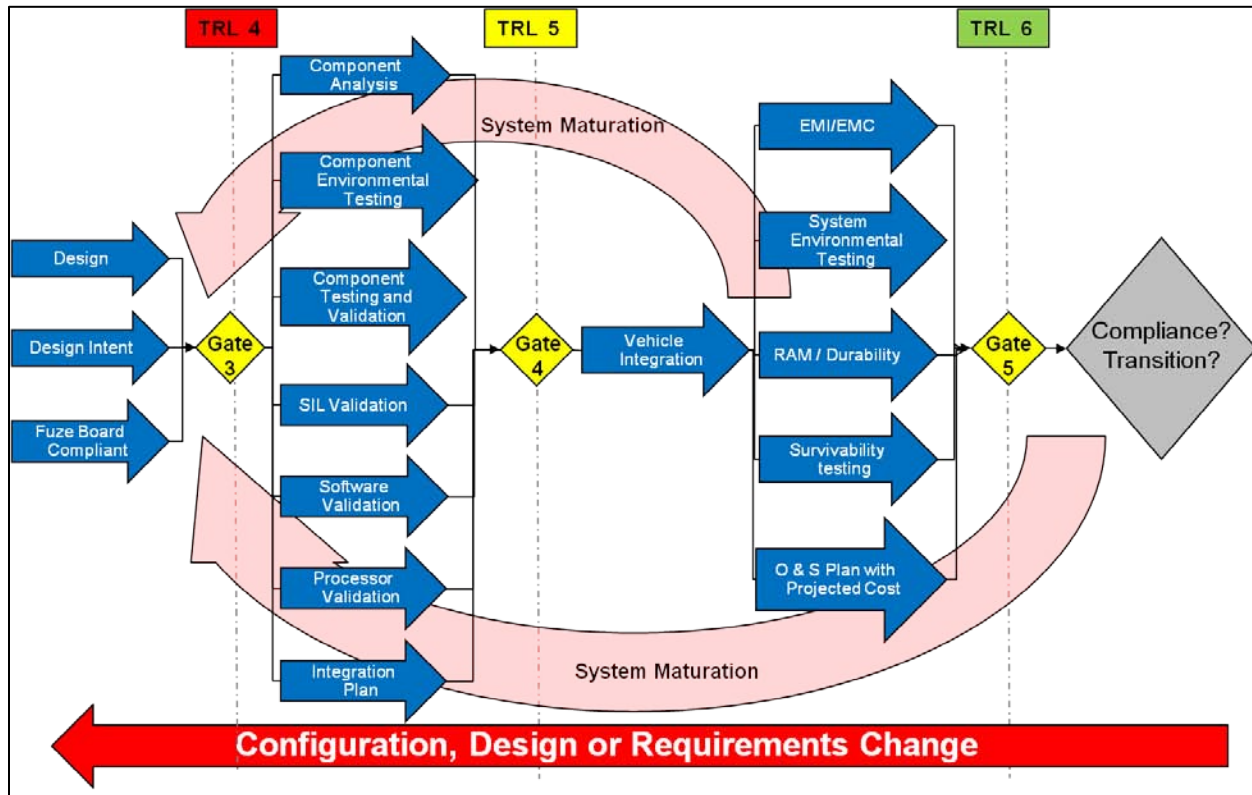 TRL 4
TRL 5
TRL 6
Component
Analysis
System Maturation
EMI/EMC
Component
Environmental
Testing
System
Environmental
Testing
Design
Component
Testing and
Validation
Design Intent
Gate
3
Gate
4
Vehicle
Integration
RAM / Durability
Gate
5
Compliance?
Transition?
SIL Validation
Fuze Board
Compliant
Survivability
testing
Software
Validation
Processor
Validation
O & S Plan with
Projected Cost
Integration
Plan
System Maturation
Configuration, Design or Requirements Change